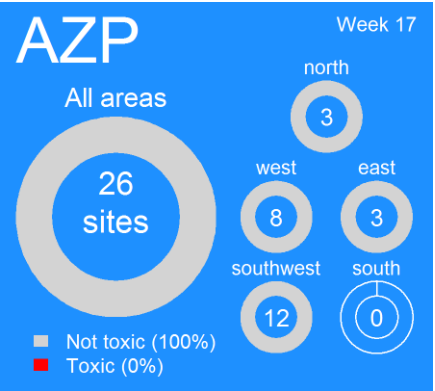 AZP
Week 17
All areas
26
sites
north
3
west
8
east
3
southwest
12
south
0
Not toxic (100%)
Toxic (0%)